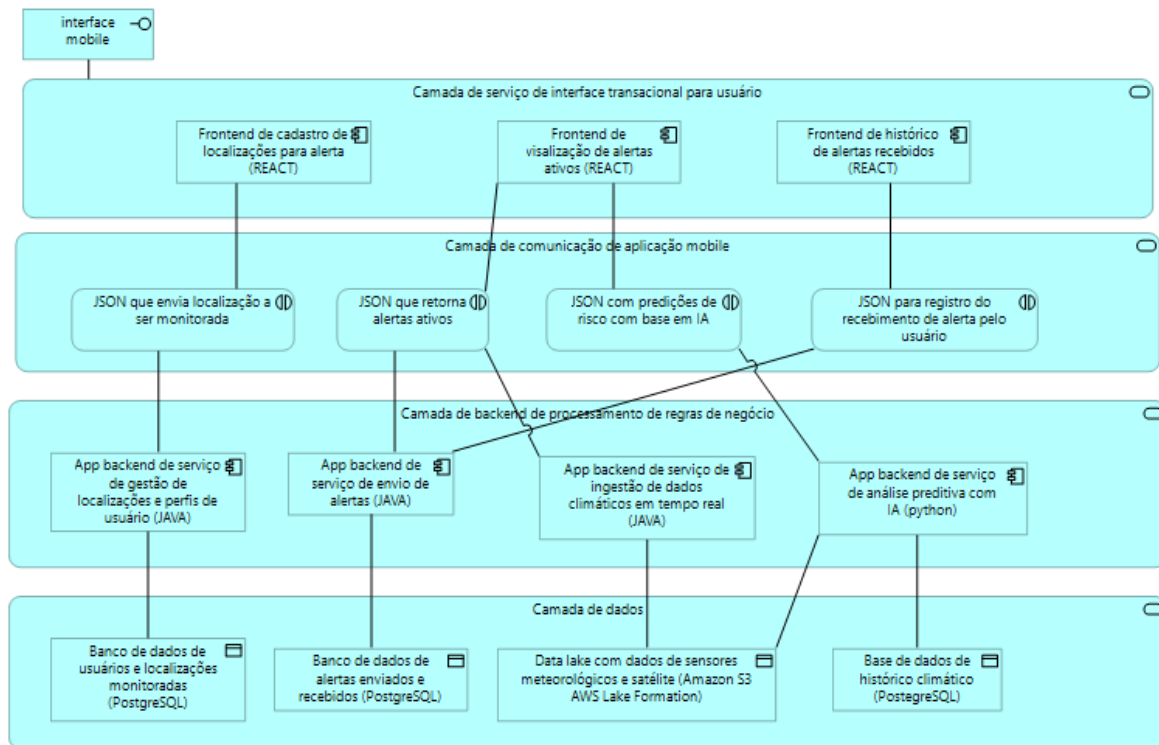 interface
mobile
Camada de serviço de interface transacional para usuário
Frontend de cadastro de
localizações para alerta
(REACT)
Frontend de
visalização de alertas
ativos (REACT)
Frontend de histórico
de alertas recebidos
(REACT)
Camada de comunicação de aplicação mobile
JSON que envia localização a
ser monitorada
JSON que retorna
alertas ativos
JSON com predições de
risco com base em IA
JSON para registro do
recebimento de alerta pelo
usuário
Camada de backend de processamento de regras de negócio
App backend de serviço
de gestão de
localizações e perfis de
usuário (JAVA)
App backend de
serviço de envio de
alertas (JAVA)
App backend de serviço de
ingestão de dados
climáticos em tempo real
(JAVA)
App backend de serviço
de análise preditiva com
IA (python)
Camada de dados
Banco de dados de
usuários e localizações
monitoradas
(PostgreSQL)
Banco de dados de
alertas enviados e
recebidos (PostgreSQL)
Data lake com dados de sensores
meteorológicos e satélite (Amazon S3
AWS Lake Formation)
Base de dados de
histórico climático
(PostegreSQL)